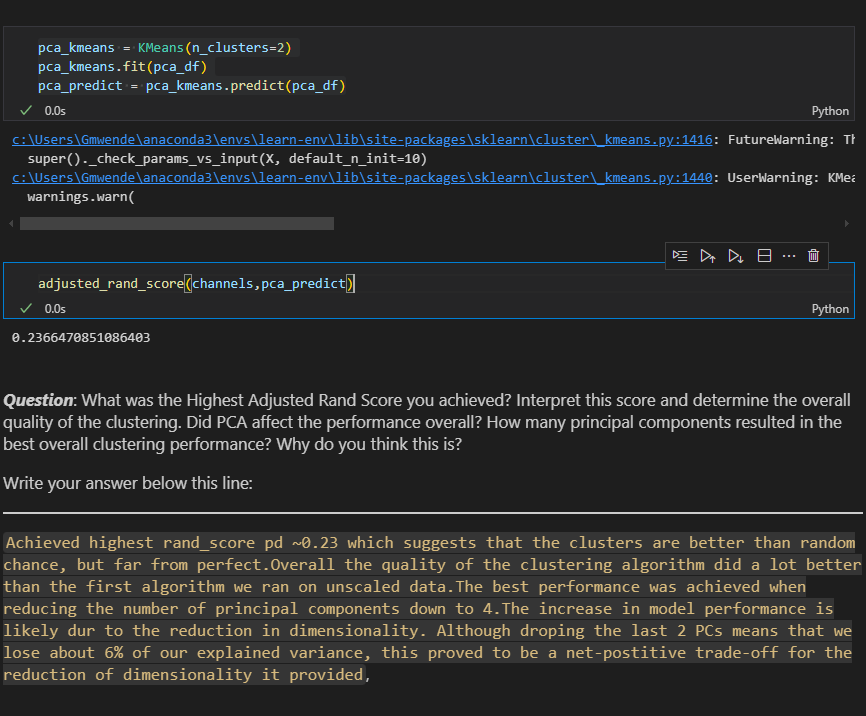 pca_kmeans = KMeans(n_clusters=2)
pca_kmeans.fit(pca_df)
pca_predict = pca_kmeans.predict(pca_df)
0.0s
Python
c:\Users\Gmwende\anaconda3\envs\learn-env\lib\site-packages\sklearn\cluster\_kmeans.py:1416: FutureWarning: Th
super()._check_params_vs_input(X, default_n_init=10)
c:\Users\Gmwende\anaconda3\envs\learn-env\lib\site-packages\sklearn\cluster\_kmeans.py:1440: UserWarning: KMea
warnings.warn(
adjusted_rand_score(channels,pca_predict)
0.0s
Python
0.2366470851086403
Question: What was the Highest Adjusted Rand Score you achieved? Interpret this score and determine the overall
quality of the clustering. Did PCA affect the performance overall? How many principal components resulted in the
best overall clustering performance? Why do you think this is?
Write your answer below this line:
Achieved highest rand_score pd ~0.23 which suggests that the clusters are better than random
chance, but far from perfect.Overall the quality of the clustering algorithm did a lot better
than the first algorithm we ran on unscaled data.The best performance was achieved when
reducing the number of principal components down to 4.The increase in model performance is
likely dur to the reduction in dimensionality. Although droping the last 2 PCs means that we
lose about 6% of our explained variance, this proved to be a net-postitive trade-off for the
reduction of dimensionality it provided,